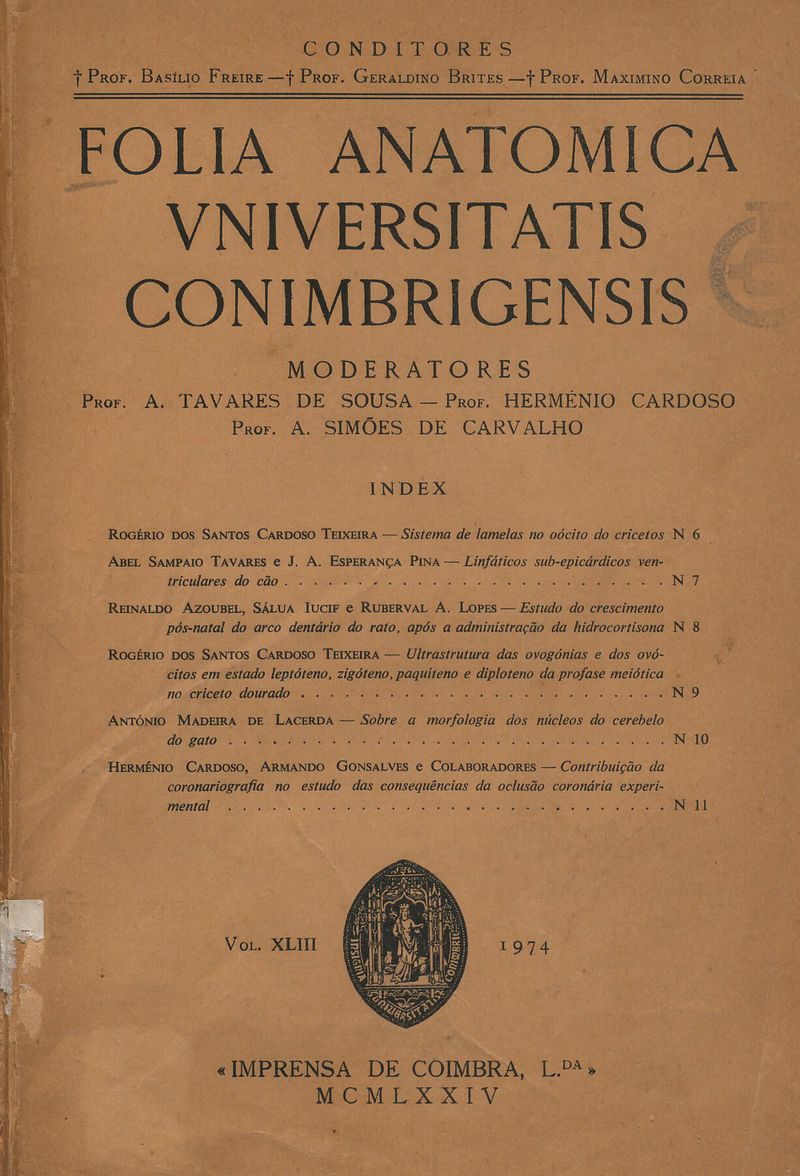 CONDITORES
† Prof. Basílio Freire — † Prof. Geraldino Brites — † Prof. Maximino Correia
FOLIA ANATOMICA
VNIVERSITATIS
CONIMBRIGENSIS
MODERATORES
Prof. A. TAVARES DE SOUSA — Prof. HERMÉNIO CARDOSO
Prof. A. SIMÕES DE CARVALHO
INDEX
Rogério dos Santos Cardoso Teixeira — Sistema de lamelas no oócito do cricetos N 6
Abel Sampaio Tavares e J. A. Esperança Pina — Linfáticos sub-epicárdicos ven-
triculares do cão . . . . . . . . . . . . . . . . . . . . . . . . . . N 7
Reinaldo Azoubel, Sálua Iucif e Ruberval A. Lopes — Estudo do crescimento
pós-natal do arco dentário do rato, após a administração da hidrocortisona N 8
Rogério dos Santos Cardoso Teixeira — Ultrastrutura das ovogónias e dos ovó-
citos em estado leptóteno, zigóteno, paquíteno e diploteno da profase meiótica
no criceto dourado . . . . . . . . . . . . . . . . . . . . . . . . . N 9
António Madeira de Lacerda — Sobre a morfologia dos núcleos do cerebelo
do gato . . . . . . . . . . . . . . . . . . . . . . . . . . . . . . N 10
Herménio Cardoso, Armando Gonsalves e Colaboradores — Contribuição da
coronariografia no estudo das consequências da oclusão coronária experi-
mental . . . . . . . . . . . . . . . . . . . . . . . . . . . . . . N 11
Vol. XLIII 1974
«IMPRENSA DE COIMBRA, L.DA»
MCMLXXIV